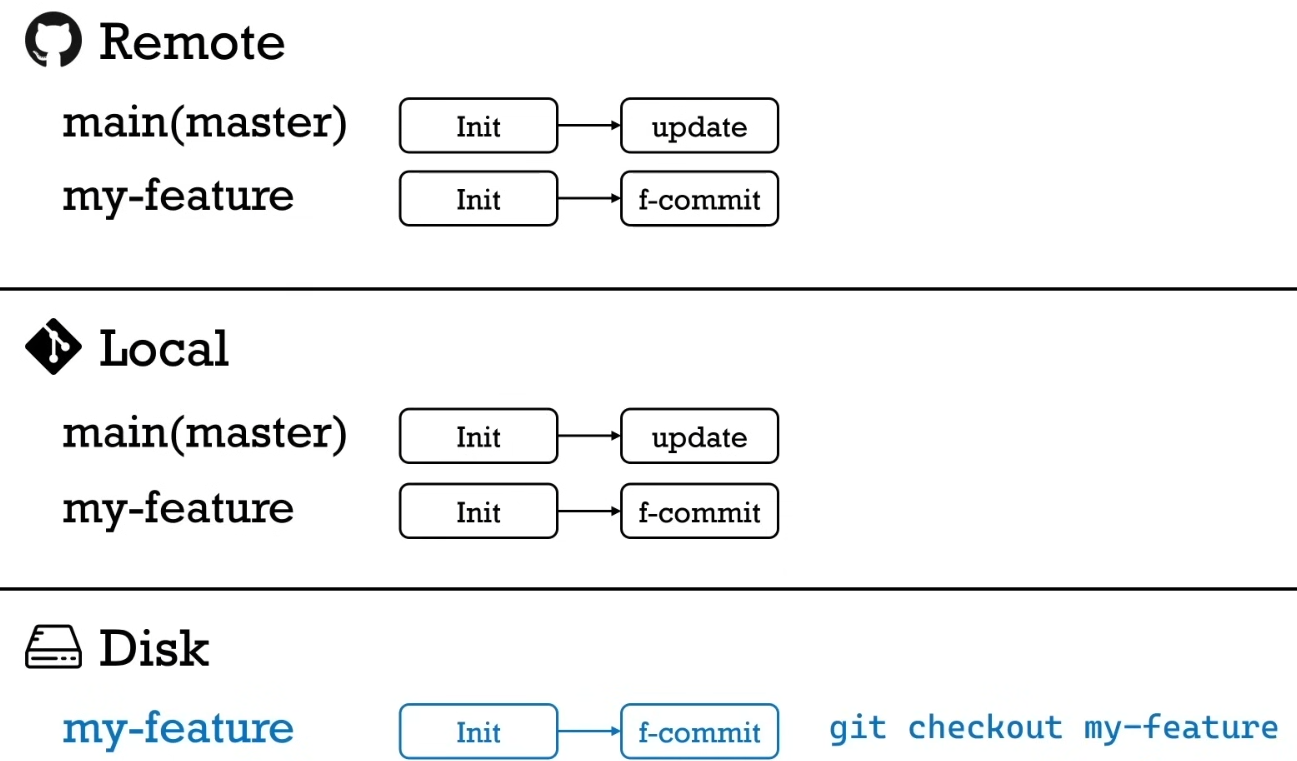 Remote
main(master) Init update
my-feature Init f-commit
Local
main(master) Init update
my-feature Init f-commit
Disk
my-feature Init f-commit git checkout my-feature